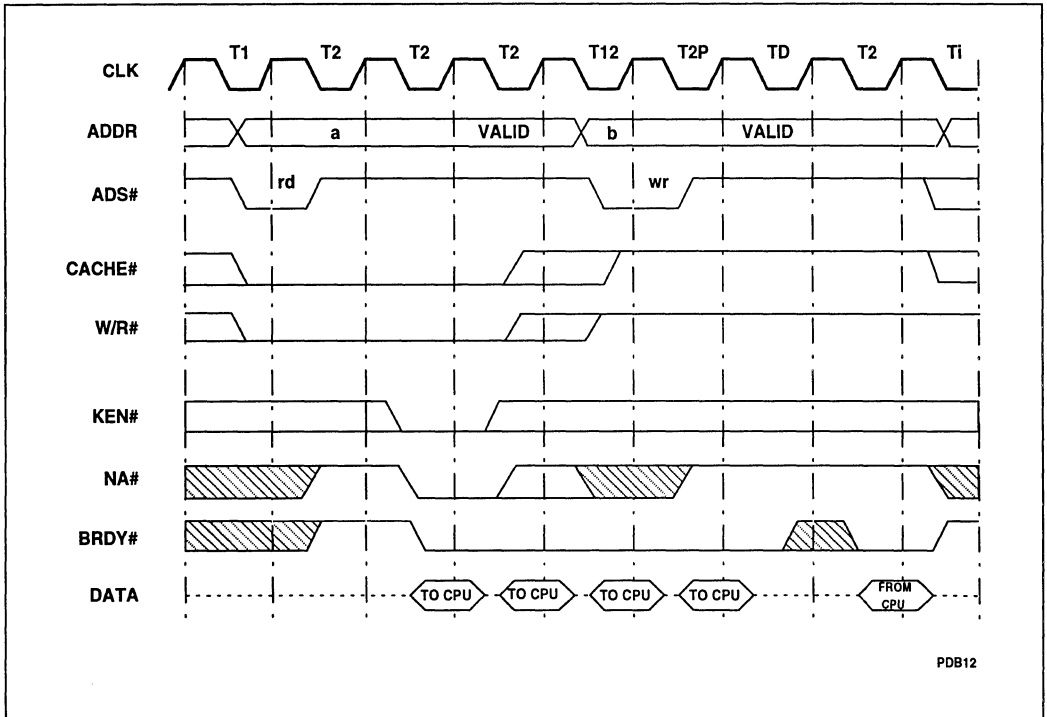 T1 T2 T2 T2 T12 T2P TD T2 Ti
CLK
ADDR a VALID b VALID
ADS# rd wr
CACHE#
W/R#
KEN#
NA#
BRDY#
DATA TO CPU TO CPU TO CPU TO CPU FROM CPU
PDB12